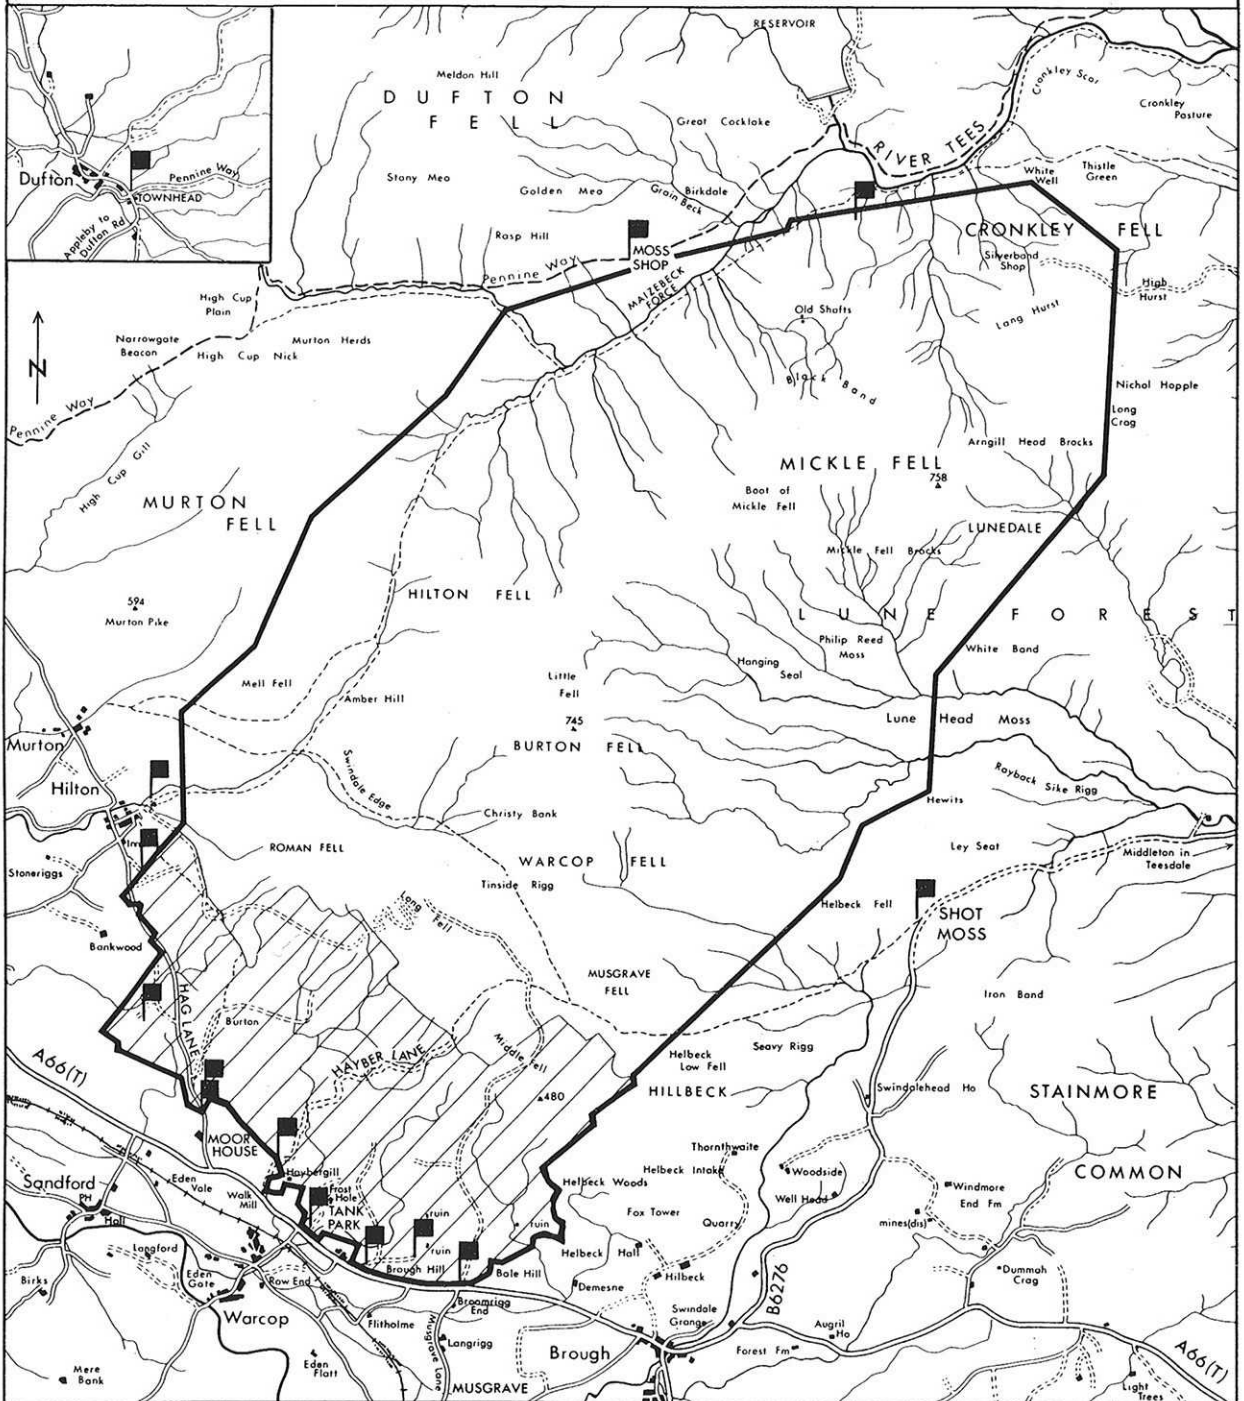 RESERVOIR
Meldon Hill
DUFTON
FELL
Great Cocklake
RIVER TEES
Cronkley Scar
Cronkley
Pasture
Dufton
Pennine Way
TOWNHEAD
Appleby to
Dufton Rd
Stony Meo
Golden Meo
Grain Beck
Birkdale
White
Well
Thistle
Green
Rasp Hill
Pennine Way
MOSS
SHOP
MAIZEBECK
FORCE
CRONKLEY FELL
Silverband
Shop
High
Hurst
High Cup
Plain
Old Shafts
Long Hurst
N
Narrowgate
Beacon
High Cup Nick
Murton Herds
Black Band
Nichol Hopple
Pennine Way
Long
Crag
High Cup Gill
Arngill Head Brocks
MICKLE FELL
758
Boot of
Mickle Fell
MURTON
FELL
LUNEDALE
Mickle Fell Brocks
594
Murton Pike
HILTON FELL
LUNE FOREST
Philip Reed
Moss
White Band
Hanging
Seal
Mell Fell
Amber Hill
Little
Fell
745
Lune Head Moss
Murton
BURTON FELL
Hilton
Swindale Edge
Rayback Sike Rigg
Hewits
Christy Bank
Inn
ROMAN FELL
Ley Seat
Middleton in
Teesdale
Stoneriggs
WARCOP FELL
Tinside Rigg
Long Fell
Helbeck Fell
SHOT
MOSS
Bankwood
MUSGRAVE
FELL
Iron Band
HAG LANE
Burton
HAYBER LANE
Middle Fell
Helbeck
Low Fell
Seavy Rigg
A66(T)
480
HILLBECK
Swindalehead Ho
STAINMORE
MOOR
HOUSE
Thornthwaite
COMMON
Haybergill
Helbeck Intake
Woodside
Sandford
PH
Hall
Eden
Vale
Walk
Mill
Frost
Hole
TANK
PARK
Helbeck Woods
Well Head
Windmore
End Fm
Fox Tower
Quarry
mines(dis)
ruin
ruin
ruin
Langford
Helbeck Hall
Birks
Eden
Gate
Row End
Brough Hill
Bale Hill
Demesne
Hilbeck
Dummah
Crag
Warcop
Broomrigg
End
Flitholme
Musgrave Lane
Langrigg
Swindale
Grange
B6276
Augril
Ho
Brough
Forest Fm
A66(T)
Mere
Bank
Eden
Flatt
MUSGRAVE
Light
Trees